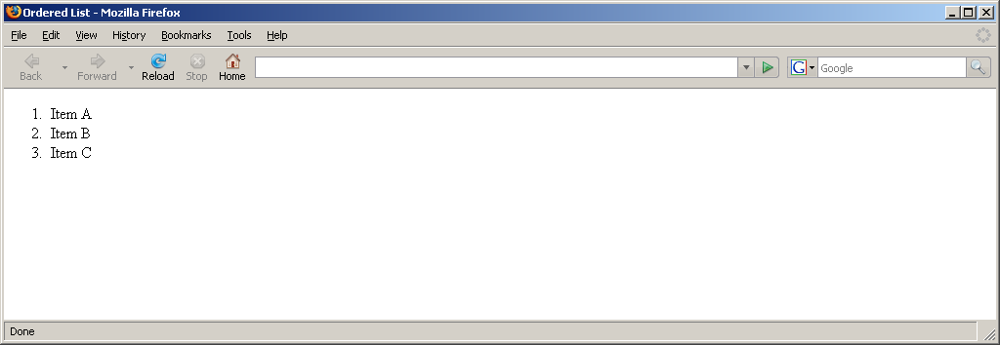 Ordered List - Mozilla Firefox
File Edit View History Bookmarks Tools Help
Back Forward Reload Stop Home G Google
1. Item A
2. Item B
3. Item C
Done